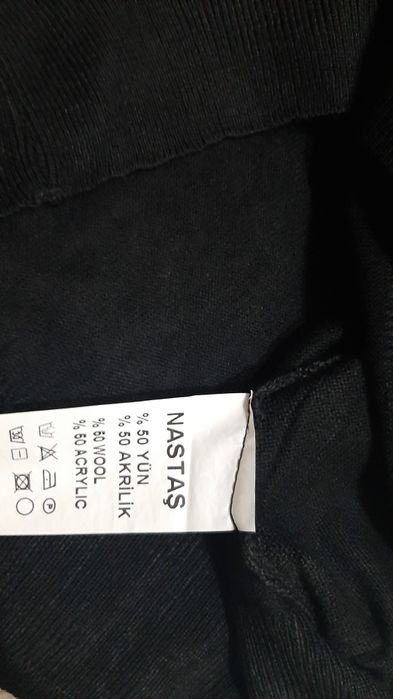 NASTAŞ
% 50 YÜN
% 50 AKRİLİK
% 50 WOOL
% 50 ACRYLIC